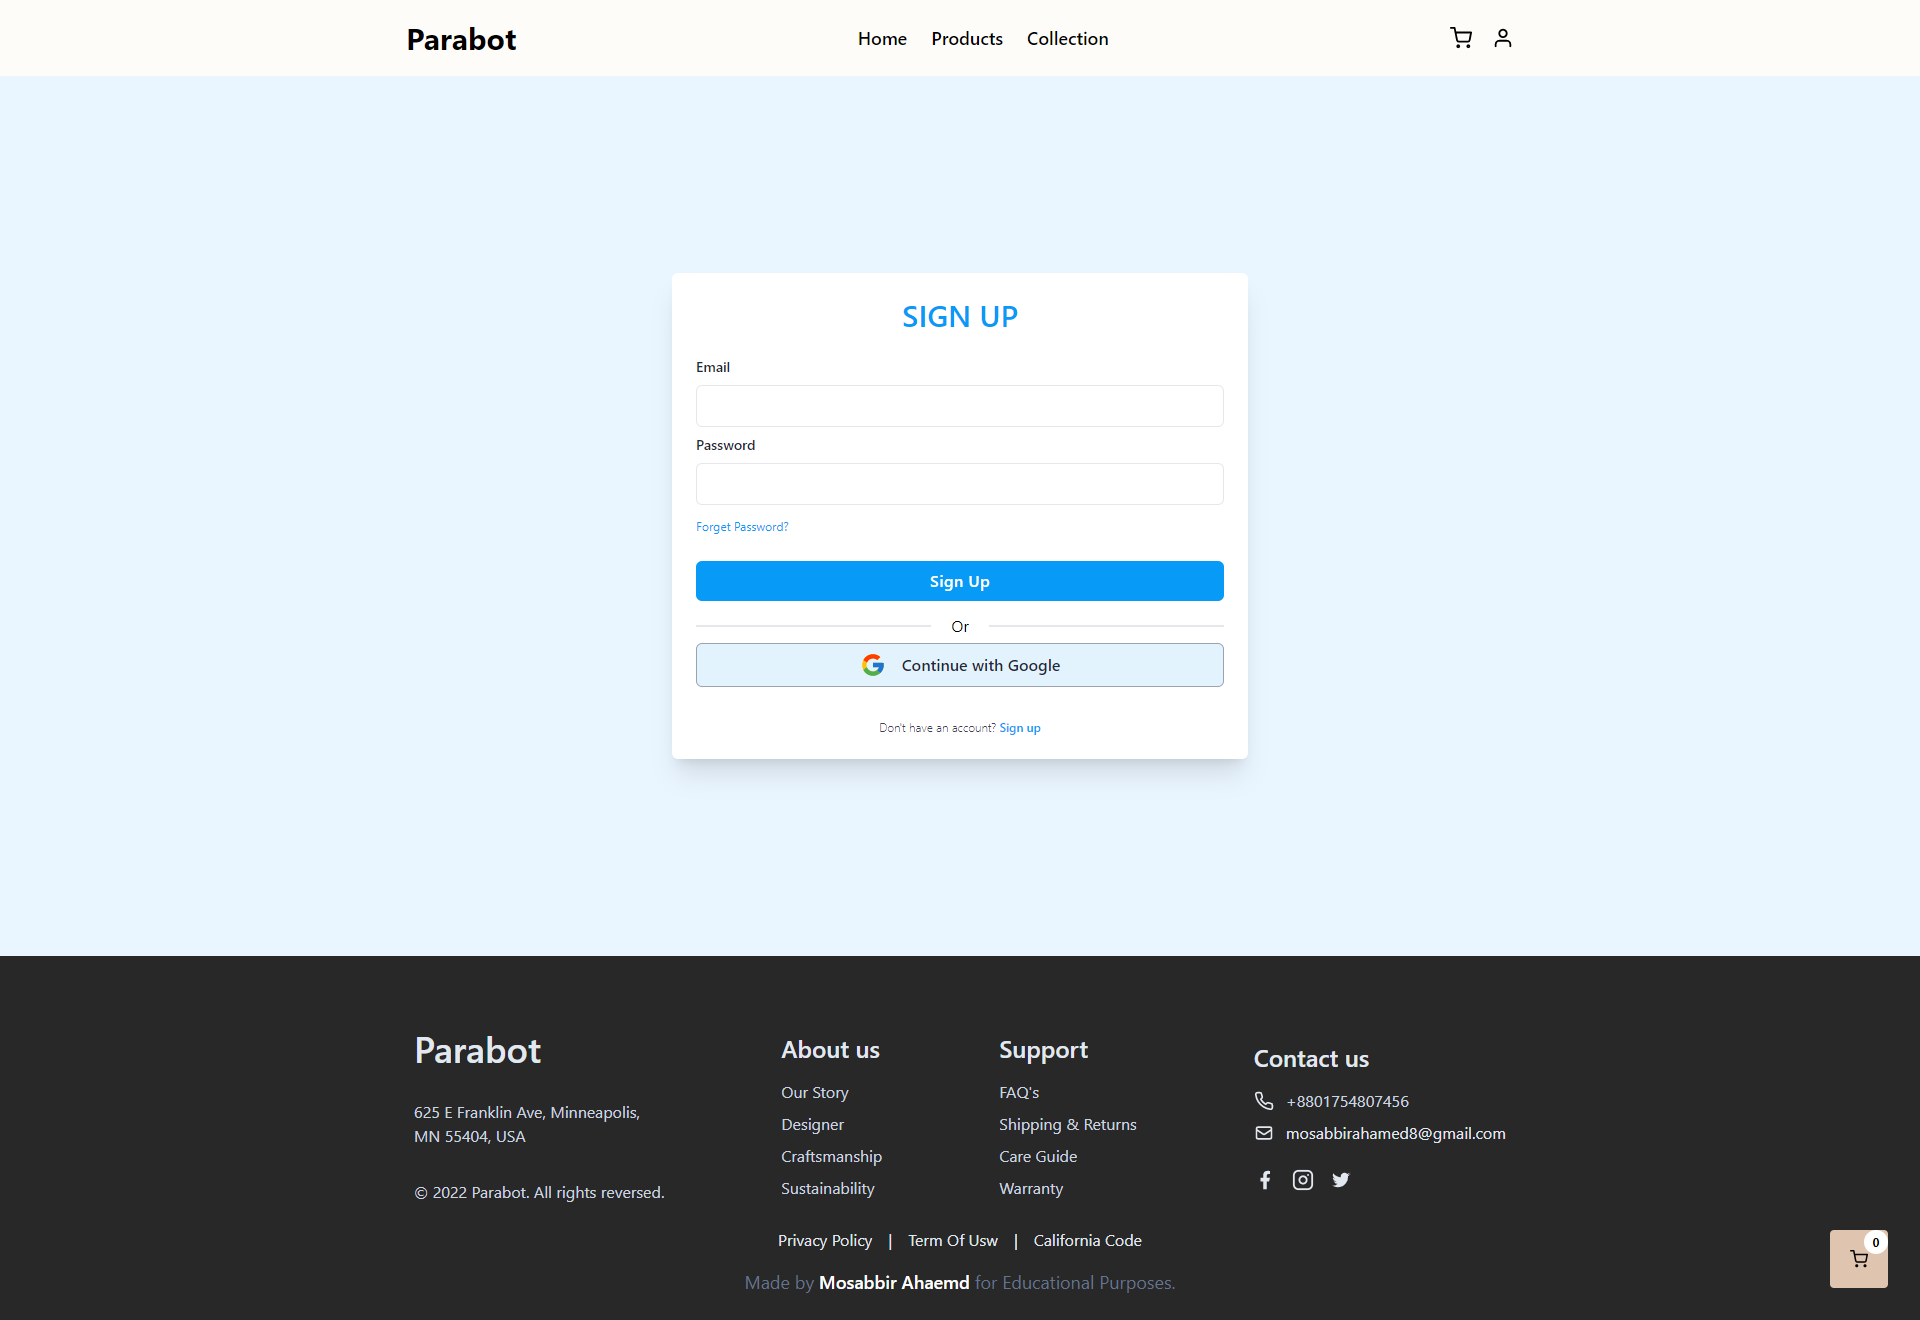 Parabot
Home Products Collection
SIGN UP
Email
Password
Forget Password?
Sign Up
Or
Continue with Google
Don't have an account? Sign up
Parabot
625 E Franklin Ave, Minneapolis,
MN 55404, USA
© 2022 Parabot. All rights reversed.
About us
Our Story
Designer
Craftsmanship
Sustainability
Support
FAQ's
Shipping & Returns
Care Guide
Warranty
Contact us
+8801754807456
mosabbirahamed8@gmail.com
Privacy Policy | Term Of Usw | California Code
Made by Mosabbir Ahaemd for Educational Purposes.
0